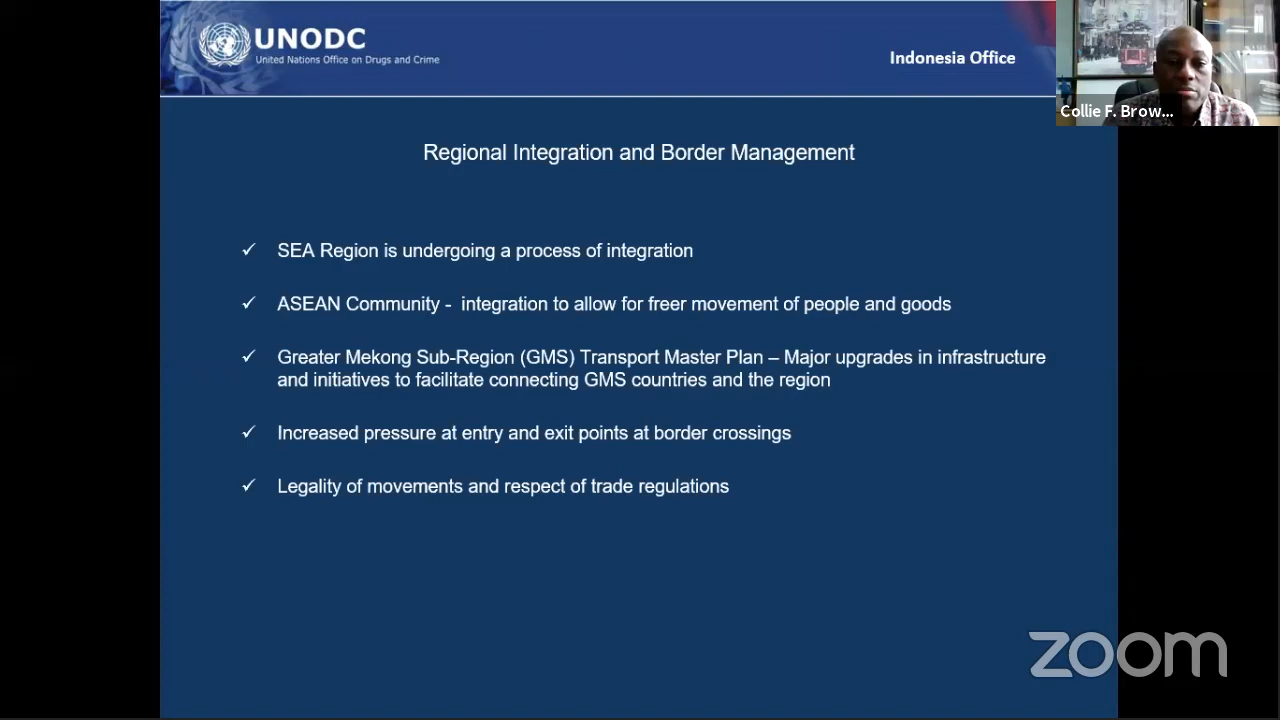 UNODC
United Nations Office on Drugs and Crime
Indonesia Office
Collie F. Brow...
Regional Integration and Border Management
✓ SEA Region is undergoing a process of integration
✓ ASEAN Community - integration to allow for freer movement of people and goods
✓ Greater Mekong Sub-Region (GMS) Transport Master Plan – Major upgrades in infrastructure
and initiatives to facilitate connecting GMS countries and the region
✓ Increased pressure at entry and exit points at border crossings
✓ Legality of movements and respect of trade regulations
zoom